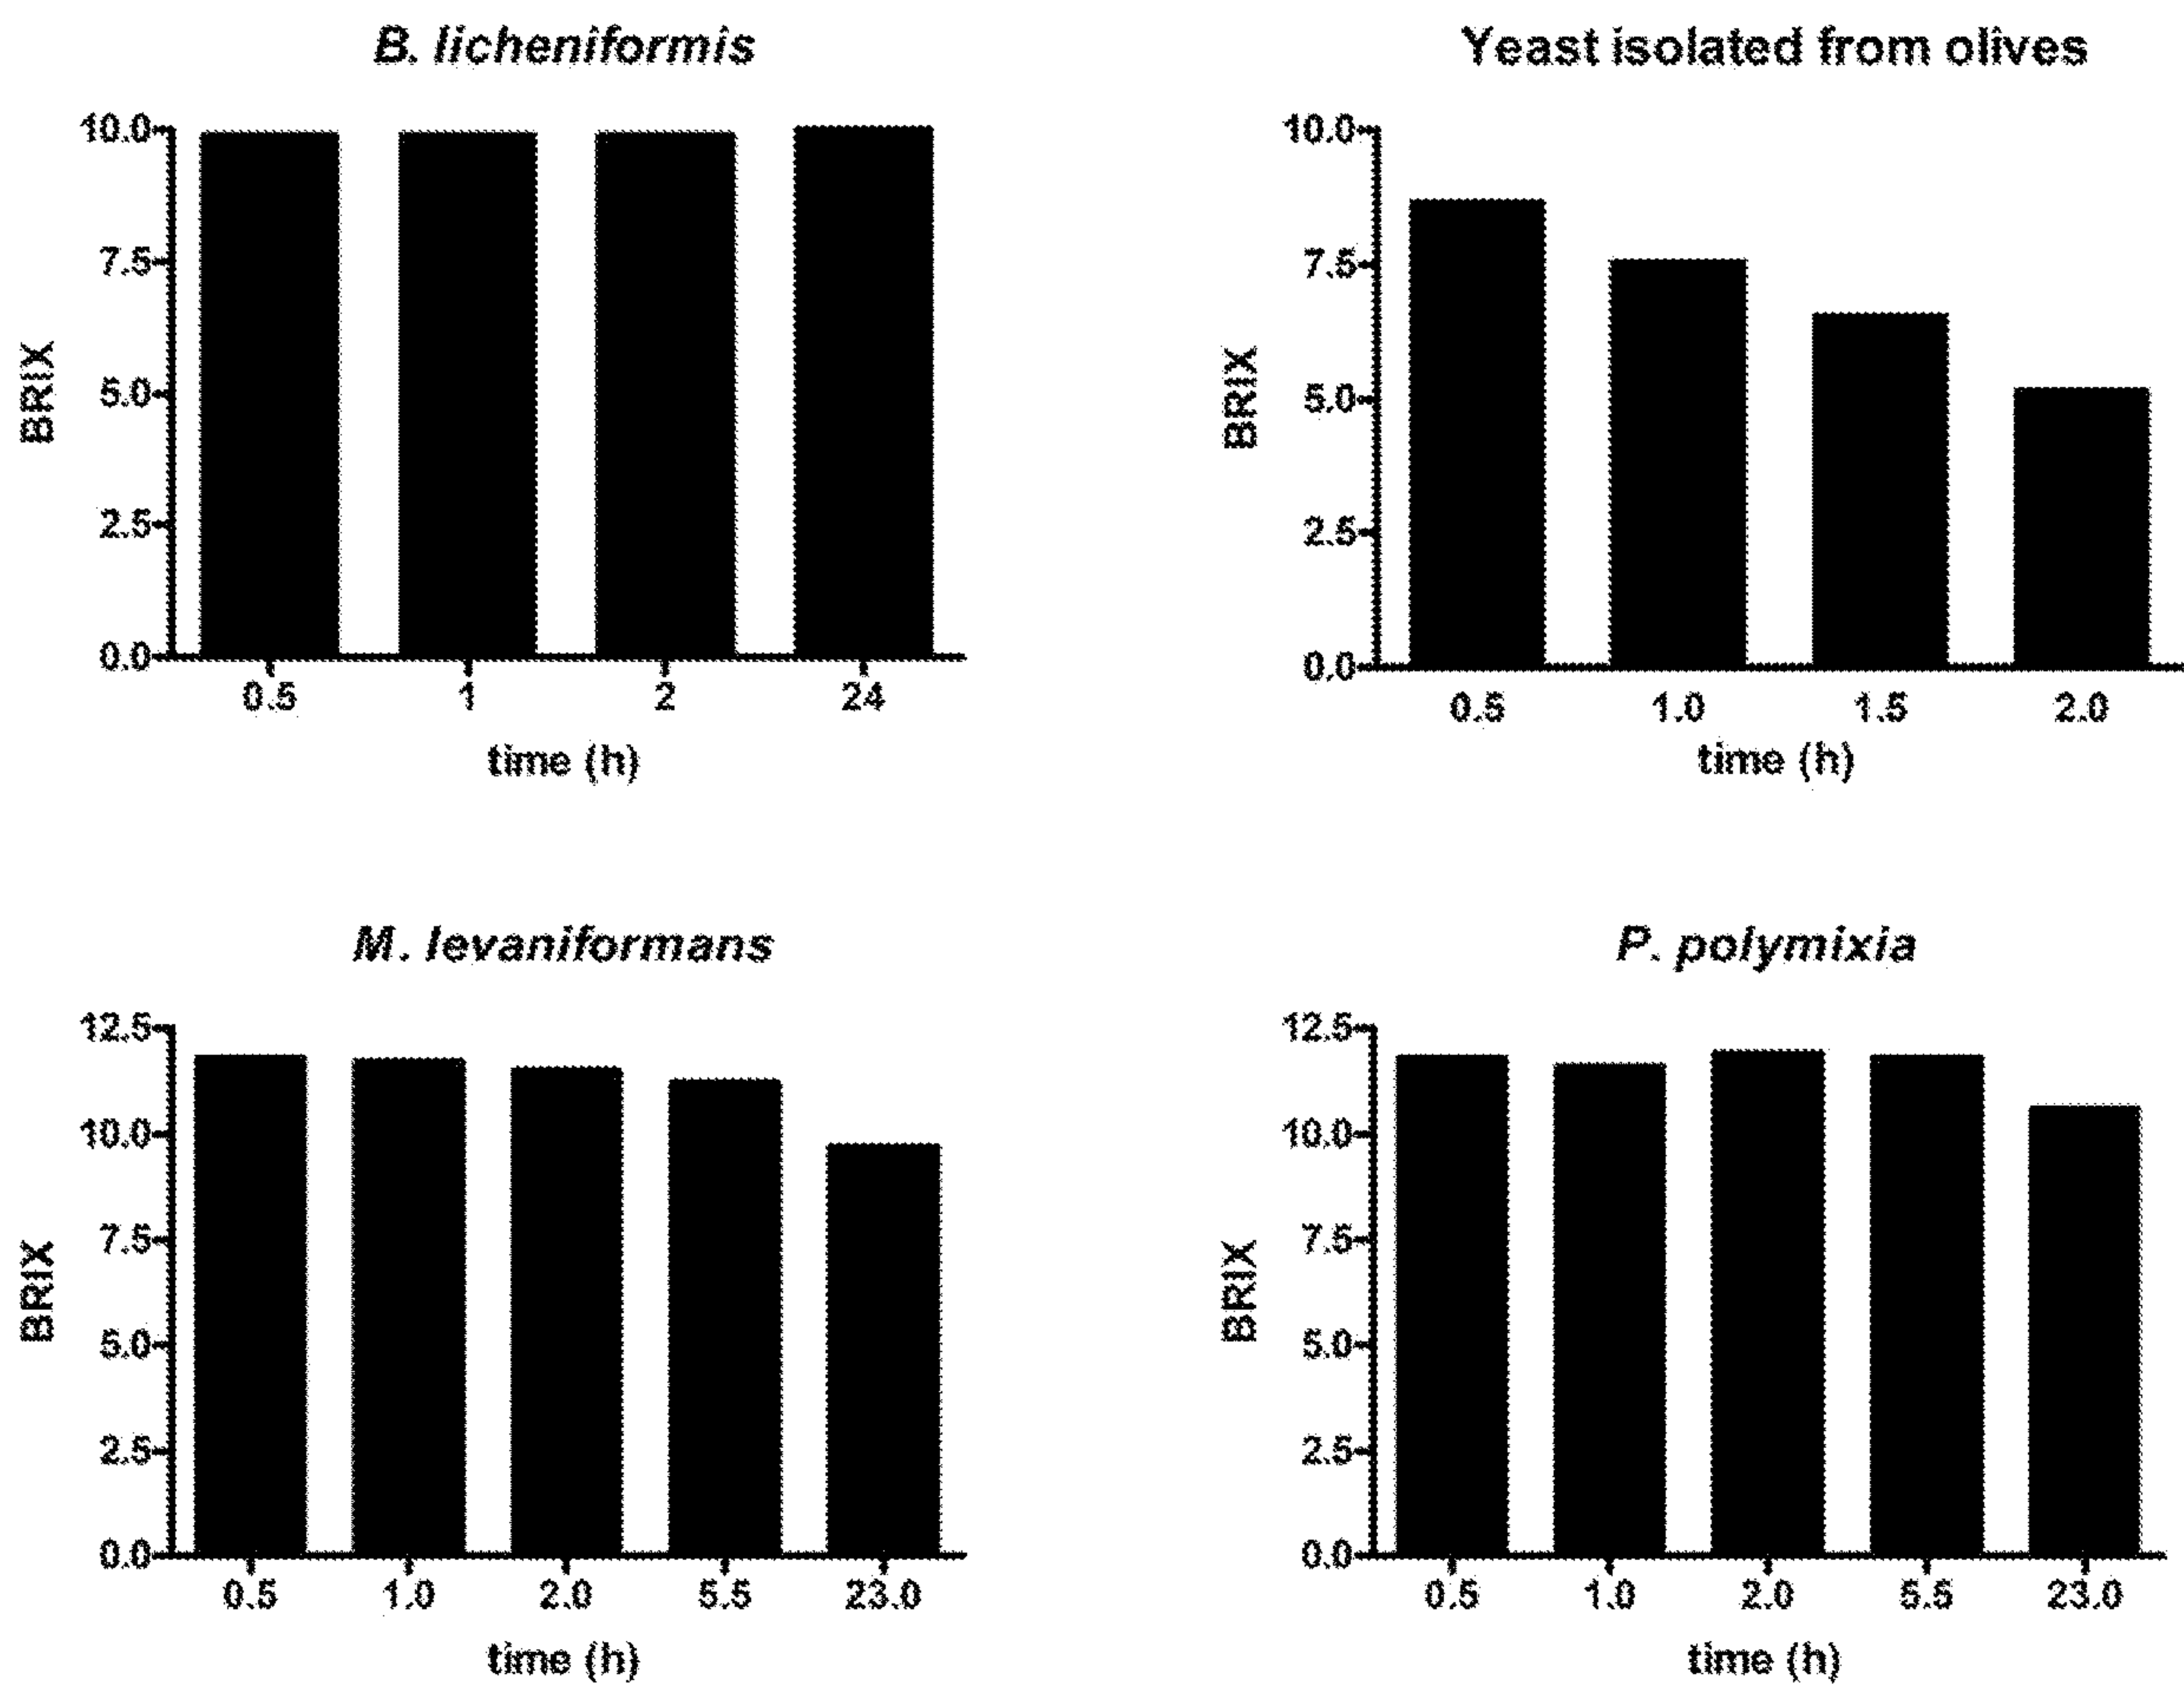 B. licheniformis
10.0
7.5
5.0
2.5
0.0
BRIX
0.5 1 2 24
time (h)
Yeast isolated from olives
10.0
7.5
5.0
2.5
0.0
BRIX
0.5 1.0 1.5 2.0
time (h)
M. levaniformans
12.5
10.0
7.5
5.0
2.5
0.0
BRIX
0.5 1.0 2.0 5.5 23.0
time (h)
P. polymixia
12.5
10.0
7.5
5.0
2.5
0.0
BRIX
0.5 1.0 2.0 5.5 23.0
time (h)